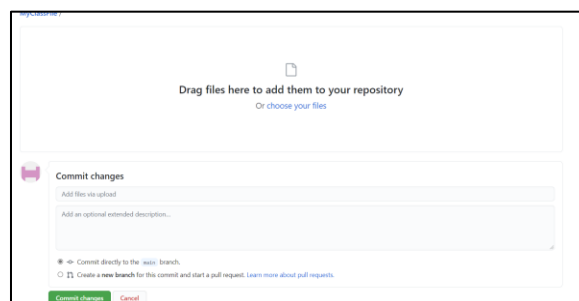 MyClassFile /
Drag files here to add them to your repository
Or choose your files
Commit changes
Add files via upload
Add an optional extended description...
Commit directly to the main branch.
Create a new branch for this commit and start a pull request. Learn more about pull requests.
Commit changes Cancel